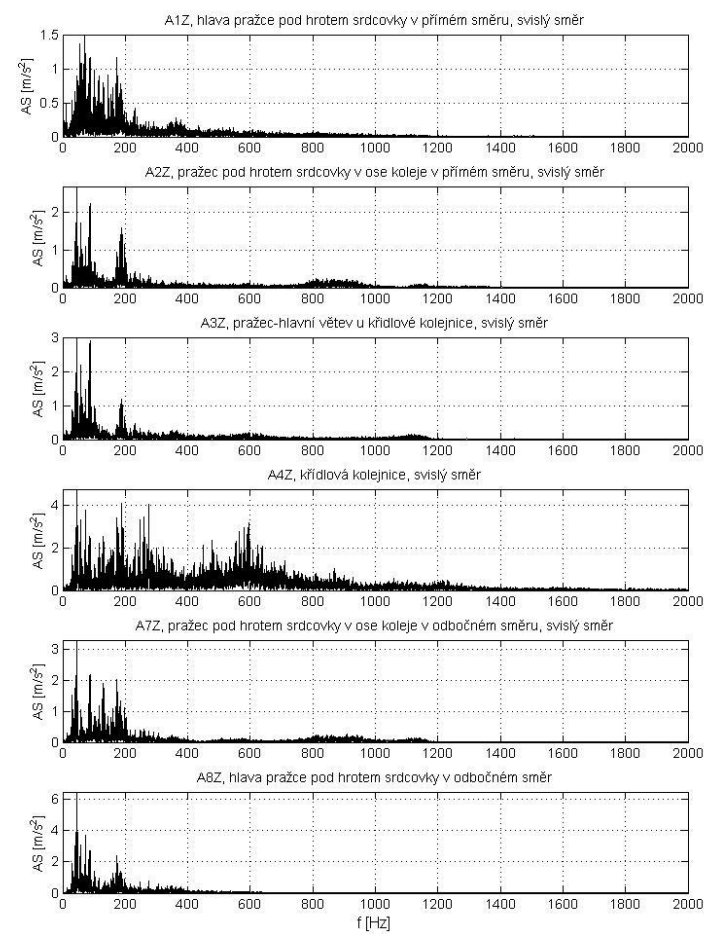 A1Z, hlava pražce pod hrotem srdcovky v přímém směru, svislý směr
AS [m/s²]
1.5
1
0.5
0
0 200 400 600 800 1000 1200 1400 1600 1800 2000
A2Z, pražec pod hrotem srdcovky v ose koleje v přímém směru, svislý směr
AS [m/s²]
2
1
0
0 200 400 600 800 1000 1200 1400 1600 1800 2000
A3Z, pražec-hlavní větev u křidlové kolejnice, svislý směr
AS [m/s²]
3
2
1
0
0 200 400 600 800 1000 1200 1400 1600 1800 2000
A4Z, křídlová kolejnice, svislý směr
AS [m/s²]
4
2
0
0 200 400 600 800 1000 1200 1400 1600 1800 2000
A7Z, pražec pod hrotem srdcovky v ose koleje v odbočném směru, svislý směr
AS [m/s²]
3
2
1
0
0 200 400 600 800 1000 1200 1400 1600 1800 2000
A8Z, hlava pražce pod hrotem srdcovky v odbočném směr
AS [m/s²]
6
4
2
0
0 200 400 600 800 1000 1200 1400 1600 1800 2000
f [Hz]